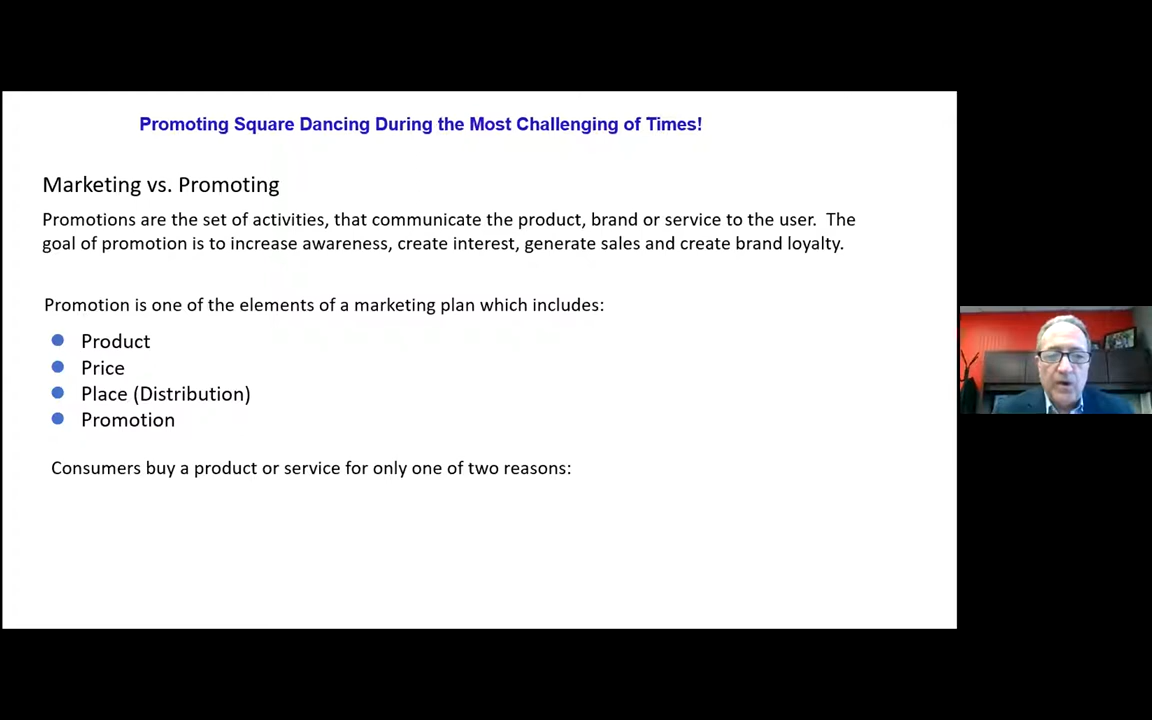 Promoting Square Dancing During the Most Challenging of Times!
Marketing vs. Promoting
Promotions are the set of activities, that communicate the product, brand or service to the user.  The
goal of promotion is to increase awareness, create interest, generate sales and create brand loyalty.
Promotion is one of the elements of a marketing plan which includes:
Product
Price
Place (Distribution)
Promotion
Consumers buy a product or service for only one of two reasons: